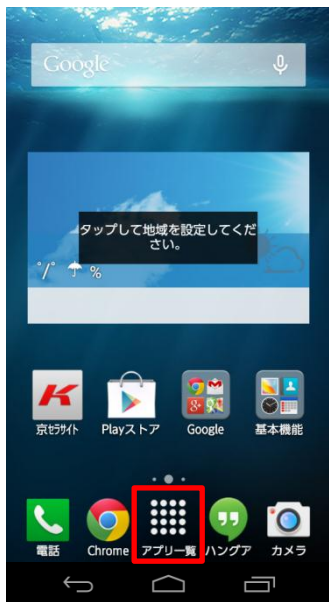 Google
タップして地域を設定してくだ
さい。
°/° %
京セラサイト Playストア Google 基本機能
電話 Chrome アプリ一覧 ハングア カメラ